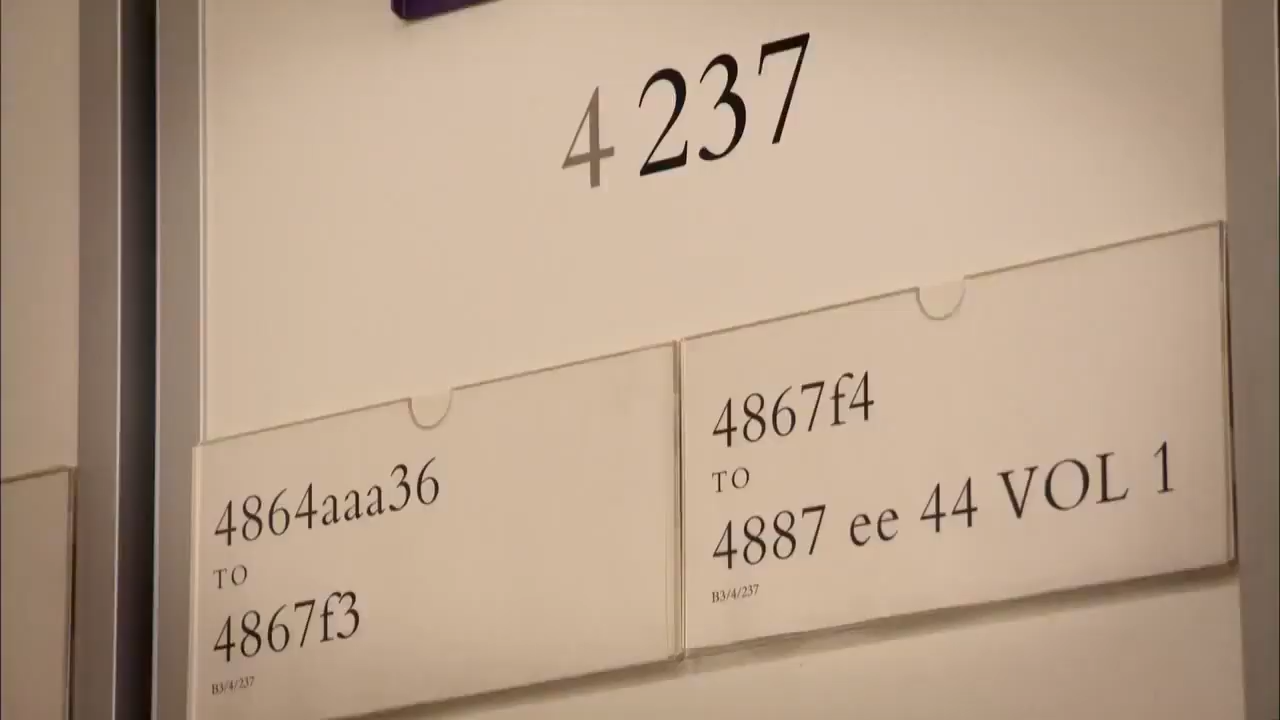 4 237
4864aaa36
TO
4867f3
B3/4/237
4867f4
TO
4887 ee 44 VOL 1
B3/4/237